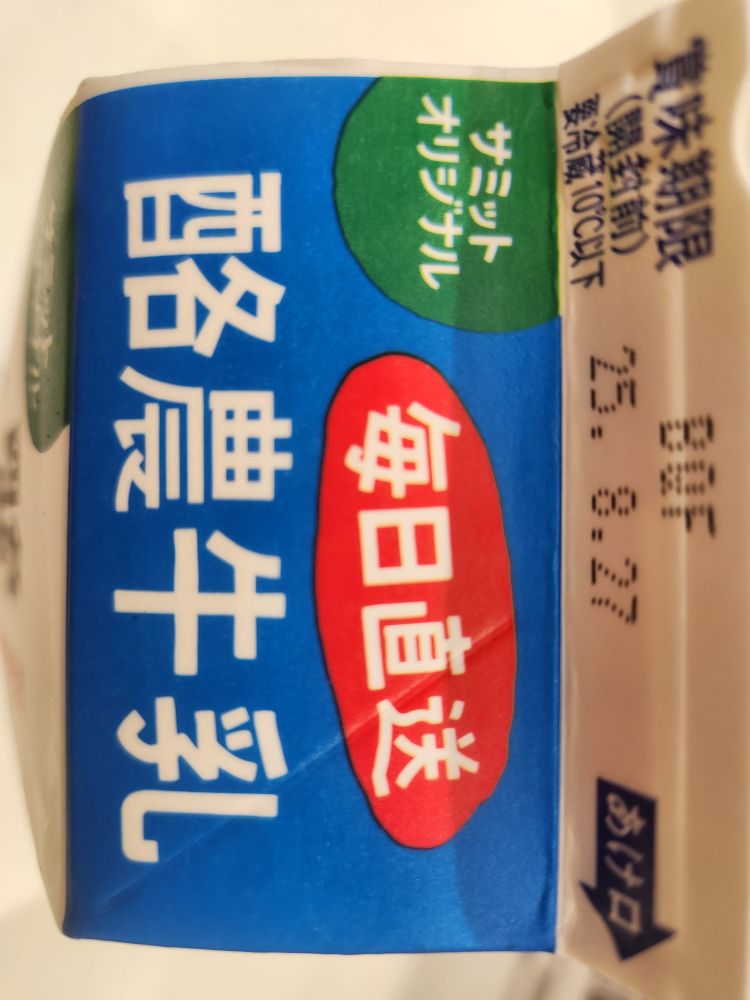 賞味期限
(開封前)
要冷蔵10℃以下
25. 8.27
あけ口
サミット
オリジナル
毎日直送
酪農牛乳